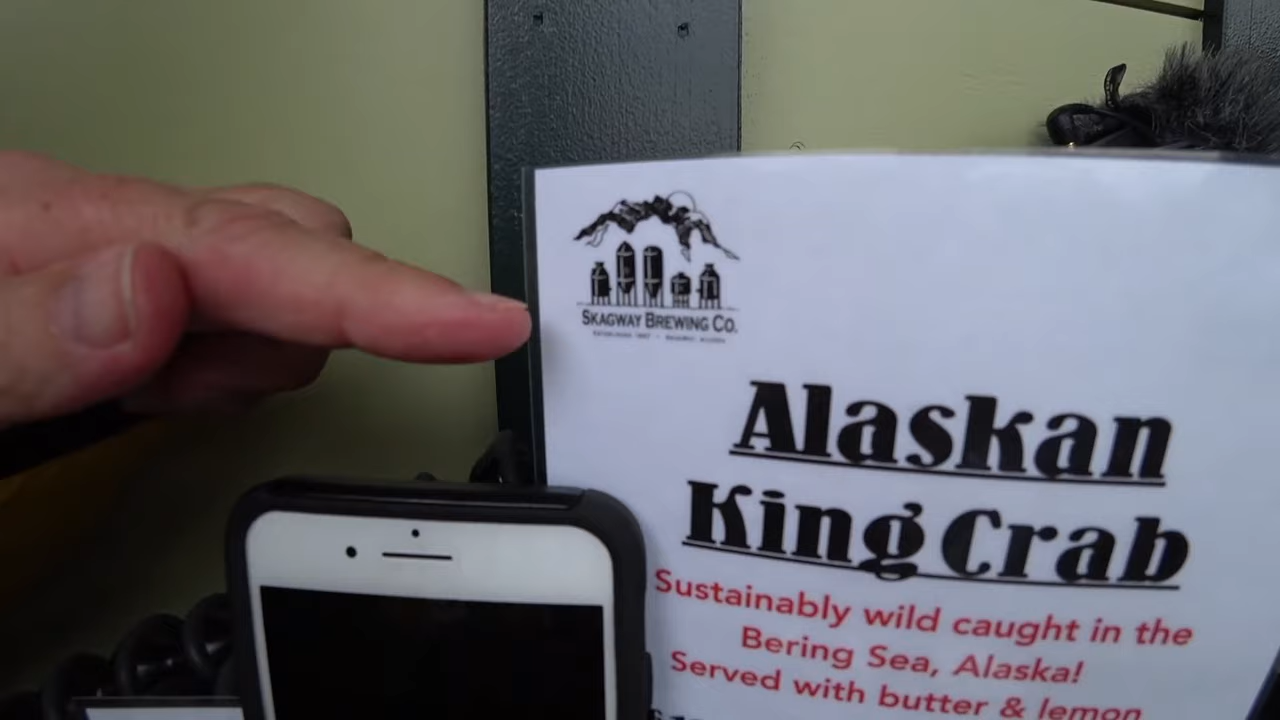 SKAGWAY BREWING CO.
Alaskan
King Crab
Sustainably wild caught in the
Bering Sea, Alaska!
Served with butter & lemon